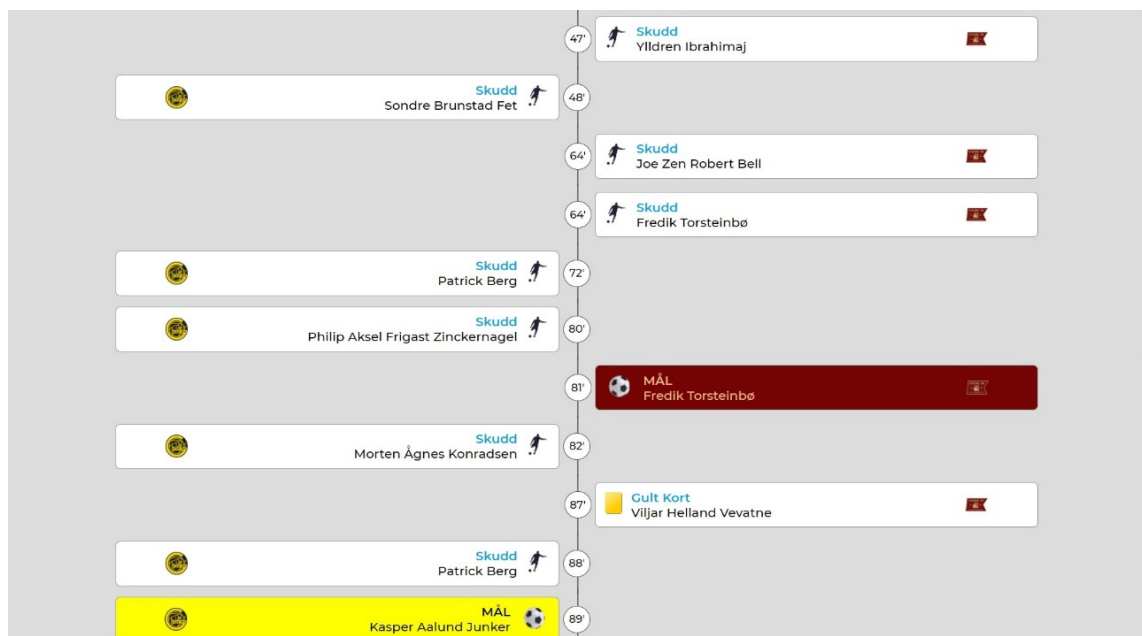 47'
Skudd
Ylldren Ibrahimaj
Skudd
Sondre Brunstad Fet
48'
64'
Skudd
Joe Zen Robert Bell
64'
Skudd
Fredik Torsteinbø
Skudd
Patrick Berg
72'
Skudd
Philip Aksel Frigast Zinckernagel
80'
81'
MÅL
Fredik Torsteinbø
Skudd
Morten Ågnes Konradsen
82'
87'
Gult Kort
Viljar Helland Vevatne
Skudd
Patrick Berg
88'
MÅL
Kasper Aalund Junker
89'